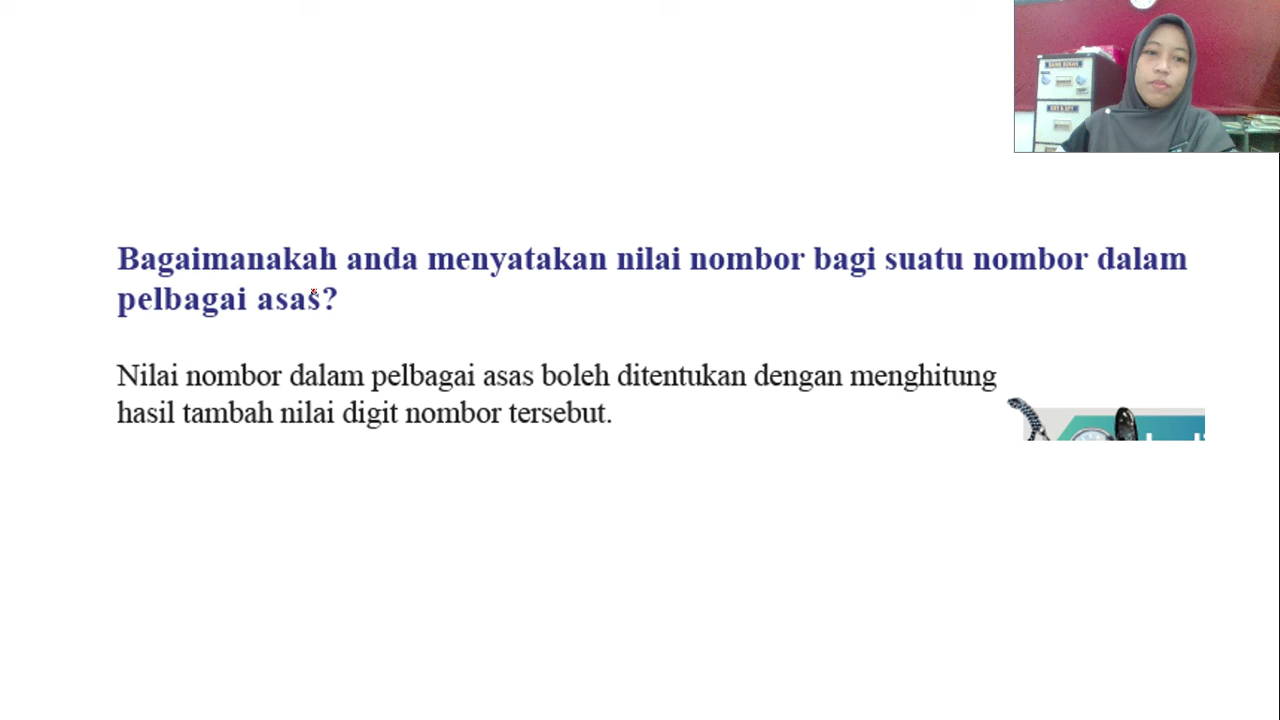 Bagaimanakah anda menyatakan nilai nombor bagi suatu nombor dalam
pelbagai asas?
Nilai nombor dalam pelbagai asas boleh ditentukan dengan menghitung
hasil tambah nilai digit nombor tersebut.